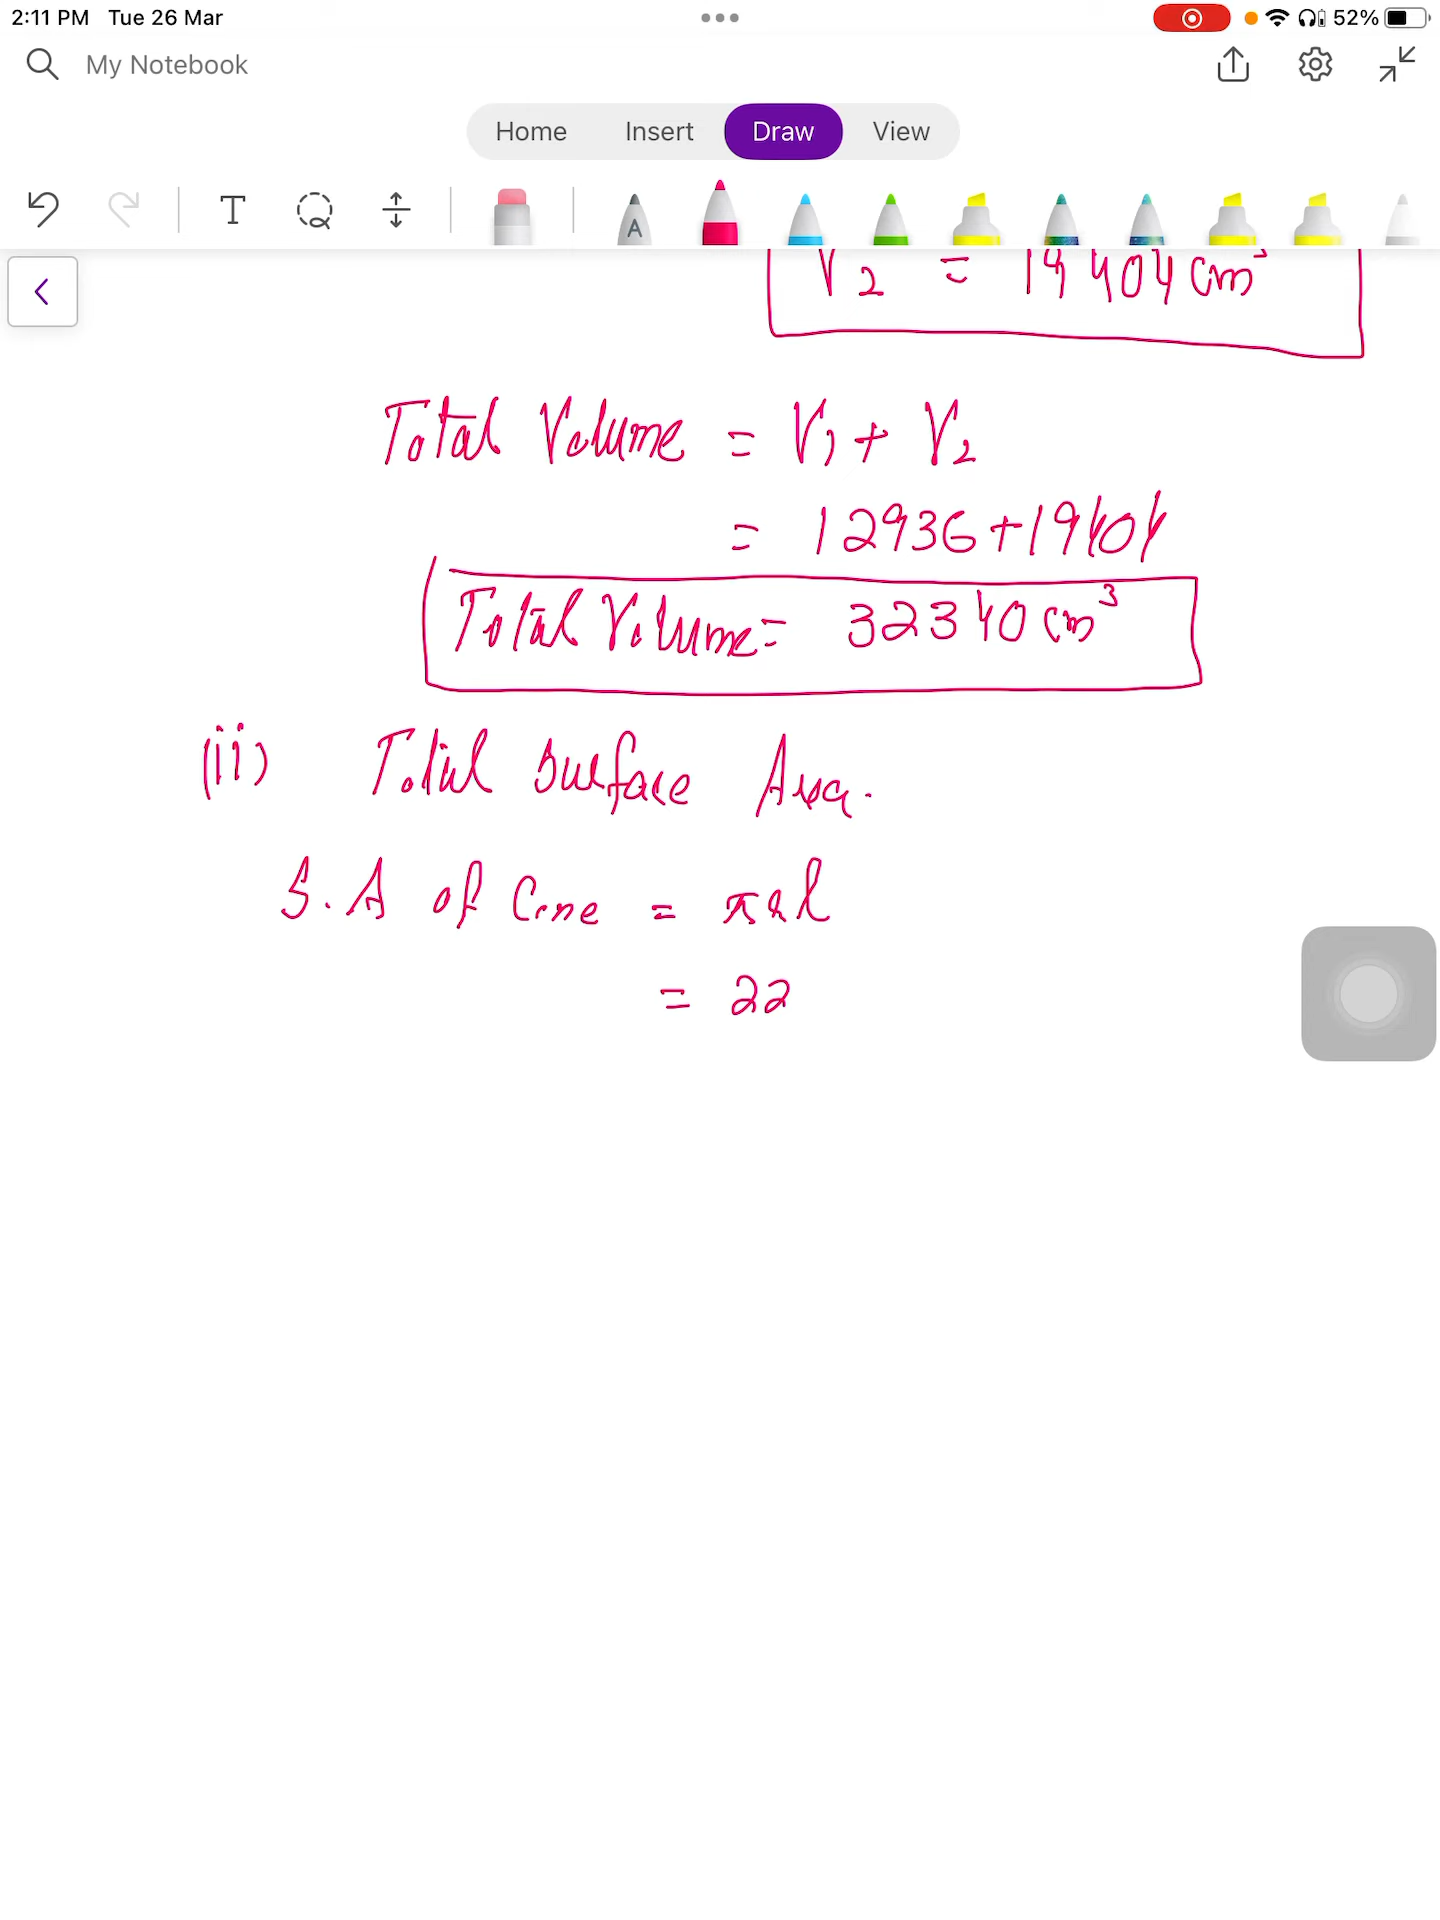 2:11 PM Tue 26 Mar
52%
My Notebook
Home Insert Draw View
T
A
V2 = 19404 cm³
Total Volume = V1 + V2
= 12936 + 19404
Total Volume = 32340 cm³
(ii) Total Surface Area.
S.A of Cone = πrl
= 22